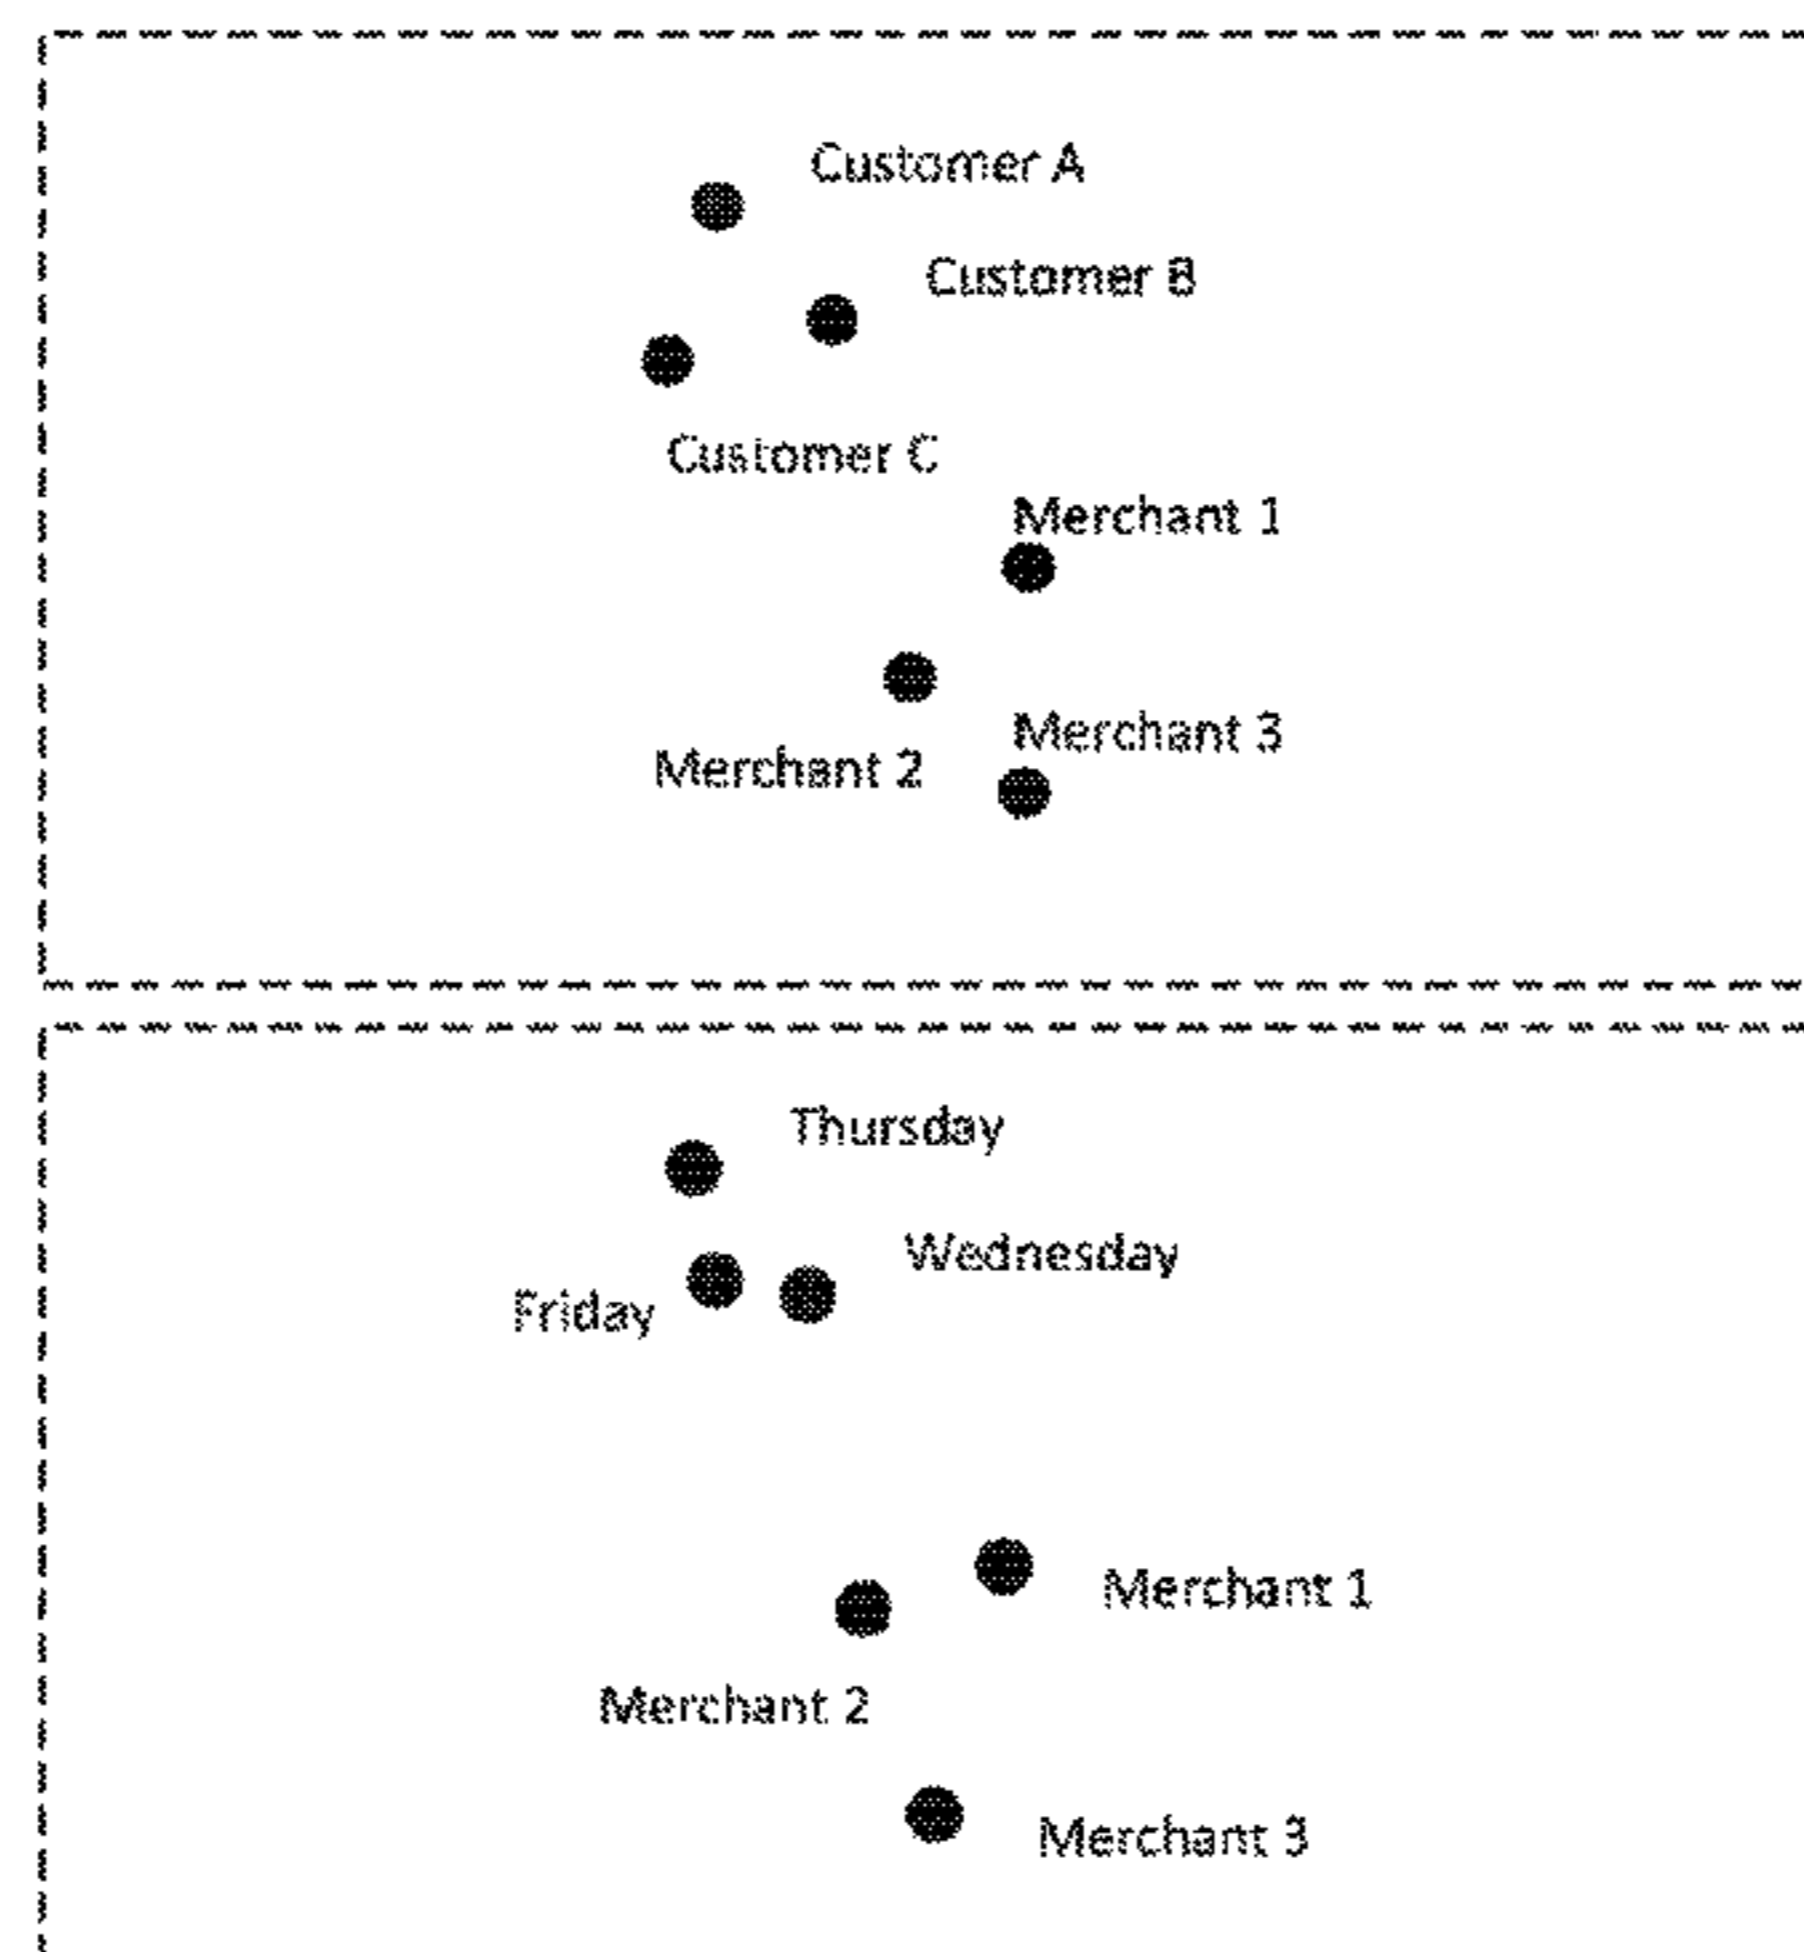 Customer A
Customer B
Customer C
Merchant 1
Merchant 3
Merchant 2
Thursday
Wednesday
Friday
Merchant 1
Merchant 2
Merchant 3